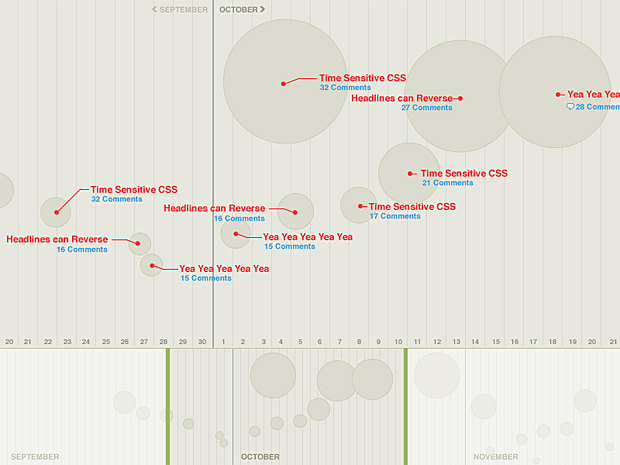 SEPTEMBER OCTOBER
Time Sensitive CSS
32 Comments
Headlines can Reverse
27 Comments
Yea Yea Yea
28 Commen
Time Sensitive CSS
21 Comments
Time Sensitive CSS
32 Comments
Headlines can Reverse
16 Comments
Time Sensitive CSS
17 Comments
Headlines can Reverse
16 Comments
Yea Yea Yea Yea Yea
15 Comments
Yea Yea Yea Yea Yea
15 Comments
20 21 22 23 24 25 26 27 28 29 30 1 2 3 4 5 6 7 8 9 10 11 12 13 14 15 16 17 18 19 20 21
SEPTEMBER OCTOBER NOVEMBER